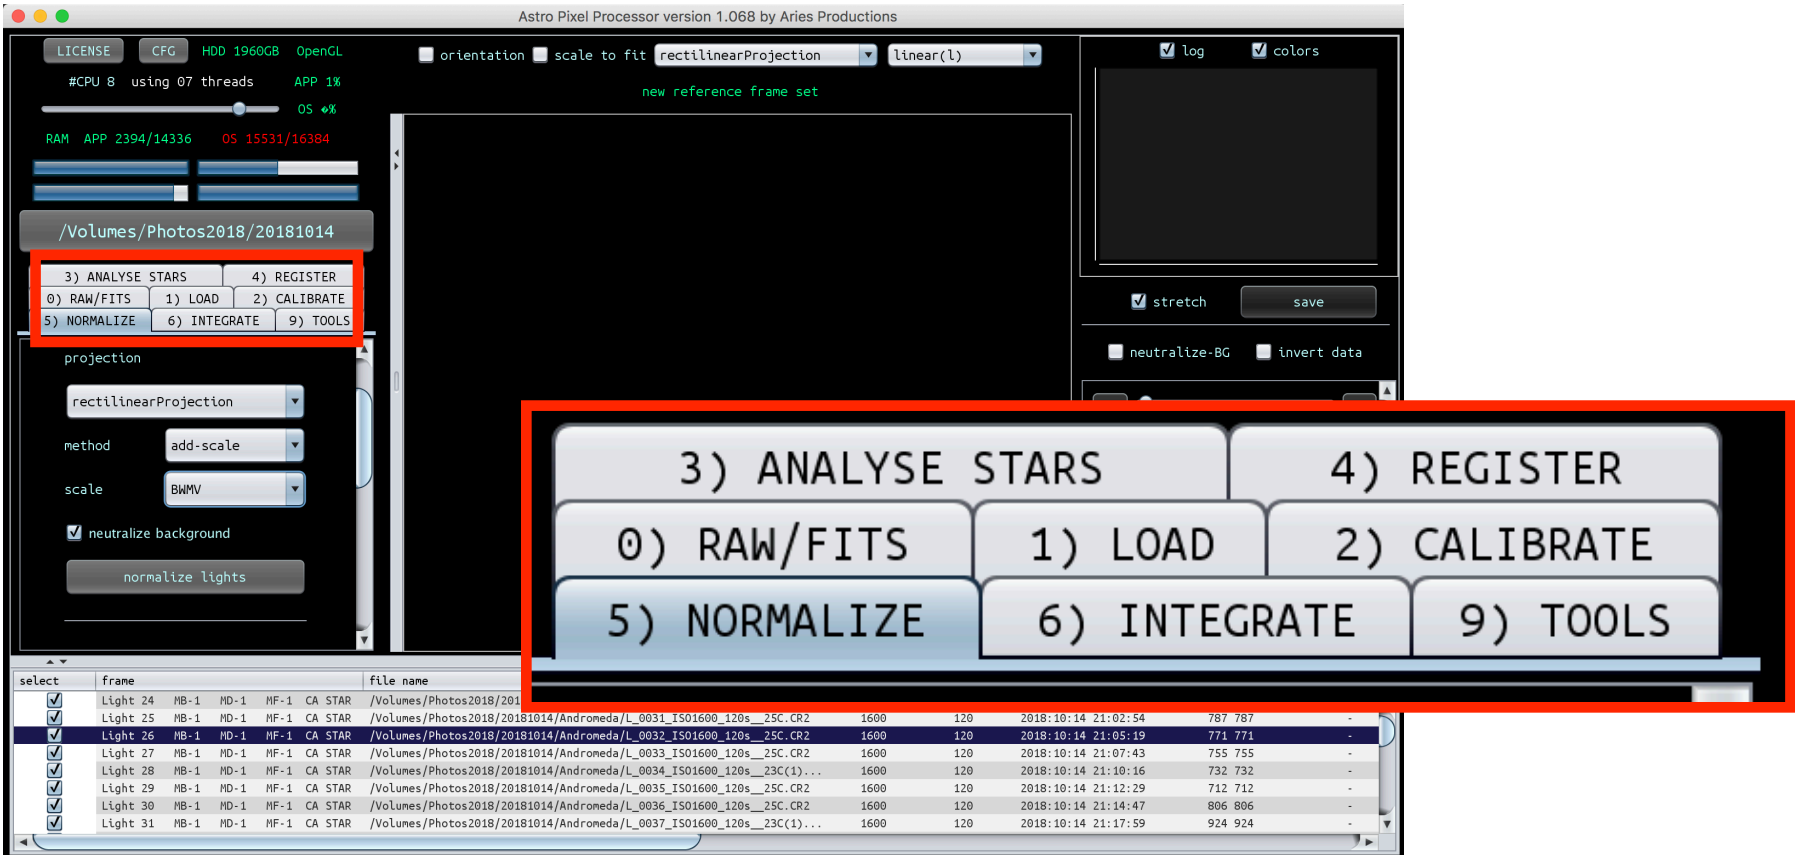 Astro Pixel Processor version 1.068 by Aries Productions
LICENSE CFG HDD 1960GB OpenGL
#CPU 8 using 07 threads APP 1%
OS �%
RAM APP 2394/14336 OS 15531/16384
/Volumes/Photos2018/20181014
3) ANALYSE STARS 4) REGISTER
0) RAW/FITS 1) LOAD 2) CALIBRATE
5) NORMALIZE 6) INTEGRATE 9) TOOLS
projection
rectilinearProjection
method add-scale
scale BWMV
neutralize background
normalize lights
orientation scale to fit rectilinearProjection linear(l)
new reference frame set
log colors
stretch save
neutralize-BG invert data
3) ANALYSE STARS 4) REGISTER
0) RAW/FITS 1) LOAD 2) CALIBRATE
5) NORMALIZE 6) INTEGRATE 9) TOOLS
select frame file name
Light 24 MB-1 MD-1 MF-1 CA STAR /Volumes/Photos2018/201
Light 25 MB-1 MD-1 MF-1 CA STAR /Volumes/Photos2018/20181014/Andromeda/L_0031_ISO1600_120s__25C.CR2 1600 120 2018:10:14 21:02:54 787 787 -
Light 26 MB-1 MD-1 MF-1 CA STAR /Volumes/Photos2018/20181014/Andromeda/L_0032_ISO1600_120s__25C.CR2 1600 120 2018:10:14 21:05:19 771 771 -
Light 27 MB-1 MD-1 MF-1 CA STAR /Volumes/Photos2018/20181014/Andromeda/L_0033_ISO1600_120s__25C.CR2 1600 120 2018:10:14 21:07:43 755 755 -
Light 28 MB-1 MD-1 MF-1 CA STAR /Volumes/Photos2018/20181014/Andromeda/L_0034_ISO1600_120s__23C(1)... 1600 120 2018:10:14 21:10:16 732 732 -
Light 29 MB-1 MD-1 MF-1 CA STAR /Volumes/Photos2018/20181014/Andromeda/L_0035_ISO1600_120s__25C.CR2 1600 120 2018:10:14 21:12:29 712 712 -
Light 30 MB-1 MD-1 MF-1 CA STAR /Volumes/Photos2018/20181014/Andromeda/L_0036_ISO1600_120s__25C.CR2 1600 120 2018:10:14 21:14:47 806 806 -
Light 31 MB-1 MD-1 MF-1 CA STAR /Volumes/Photos2018/20181014/Andromeda/L_0037_ISO1600_120s__23C(1)... 1600 120 2018:10:14 21:17:59 924 924 -